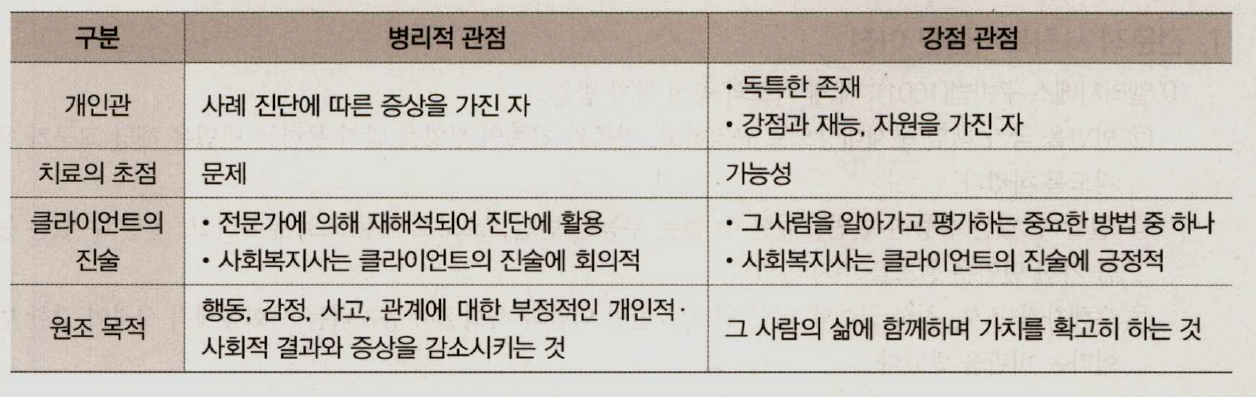 구분 병리적 관점 강점 관점
개인관 사례 진단에 따른 증상을 가진 자 • 독특한 존재
• 강점과 재능, 자원을 가진 자
치료의 초점 문제 가능성
클라이언트의
진술
• 전문가에 의해 재해석되어 진단에 활용
• 사회복지사는 클라이언트의 진술에 회의적
• 그 사람을 알아가고 평가하는 중요한 방법 중 하나
• 사회복지사는 클라이언트의 진술에 긍정적
원조 목적
행동, 감정, 사고, 관계에 대한 부정적인 개인적·
사회적 결과와 증상을 감소시키는 것
그 사람의 삶에 함께하며 가치를 확고히 하는 것